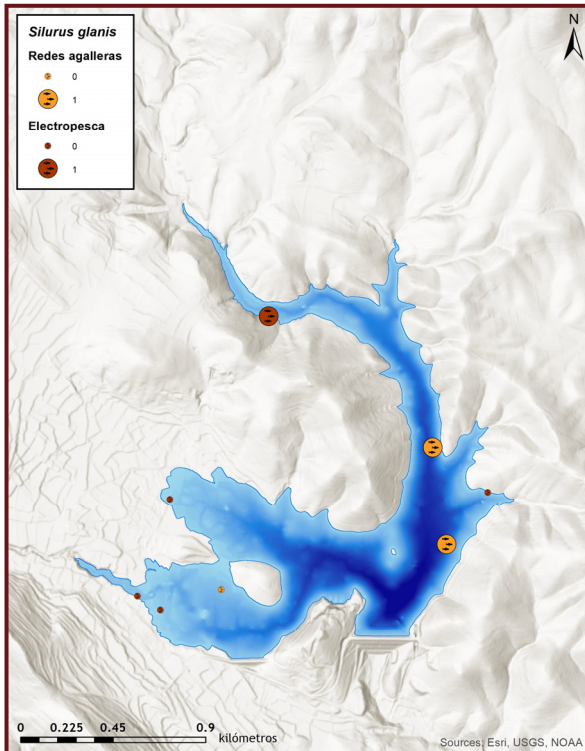 Silurus glanis
Redes agalleras
0
1
Electropesca
0
1
N
0 0.225 0.45 0.9
kilómetros
Sources: Esri, USGS, NOAA